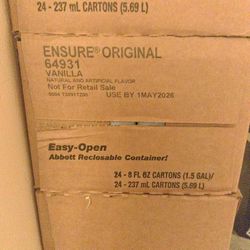 24 - 237 mL CARTONS (5.69 L)
ENSURE® ORIGINAL
64931
VANILLA
NATURAL AND ARTIFICIAL FLAVOR
Not For Retail Sale
USE BY 1MAY2026
Easy-Open
Abbott Reclosable Container!
24 - 8 FL OZ CARTONS (1.5 GAL)/
24 - 237 mL CARTONS (5.69 L)